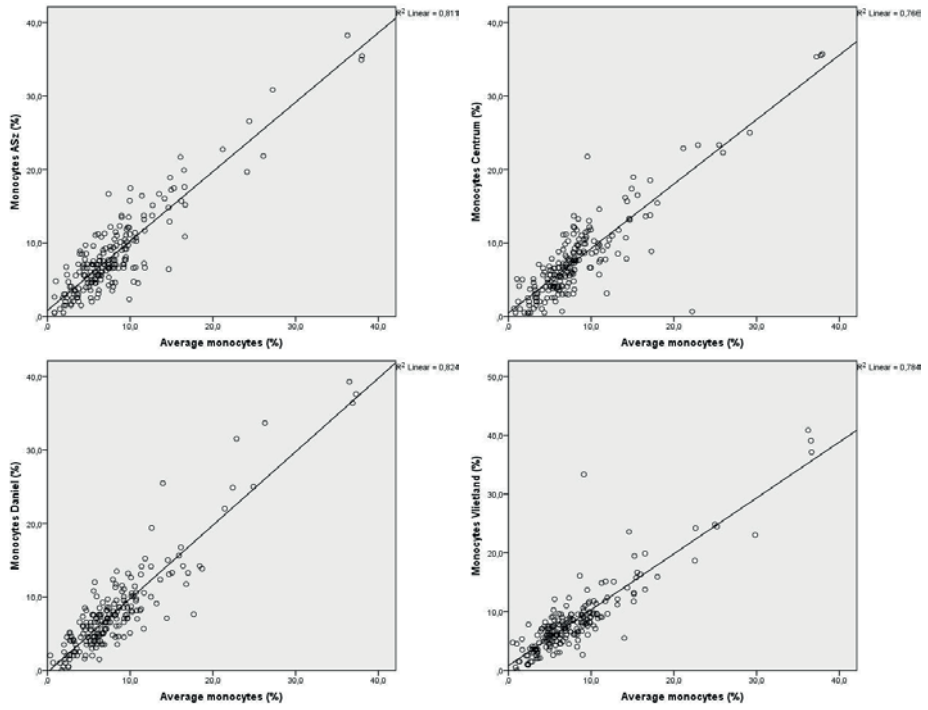 R² Linear = 0,811
40,0
30,0
20,0
10,0
,0
,0 10,0 20,0 30,0 40,0
Monocytes ASz (%)
Average monocytes (%)
R² Linear = 0,766
40,0
30,0
20,0
10,0
,0
,0 10,0 20,0 30,0 40,0
Monocytes Centrum (%)
Average monocytes (%)
R² Linear = 0,824
40,0
30,0
20,0
10,0
,0
,0 10,0 20,0 30,0 40,0
Monocytes Daniel (%)
Average monocytes (%)
R² Linear = 0,784
50,0
40,0
30,0
20,0
10,0
,0
,0 10,0 20,0 30,0 40,0
Monocytes Vlietland (%)
Average monocytes (%)